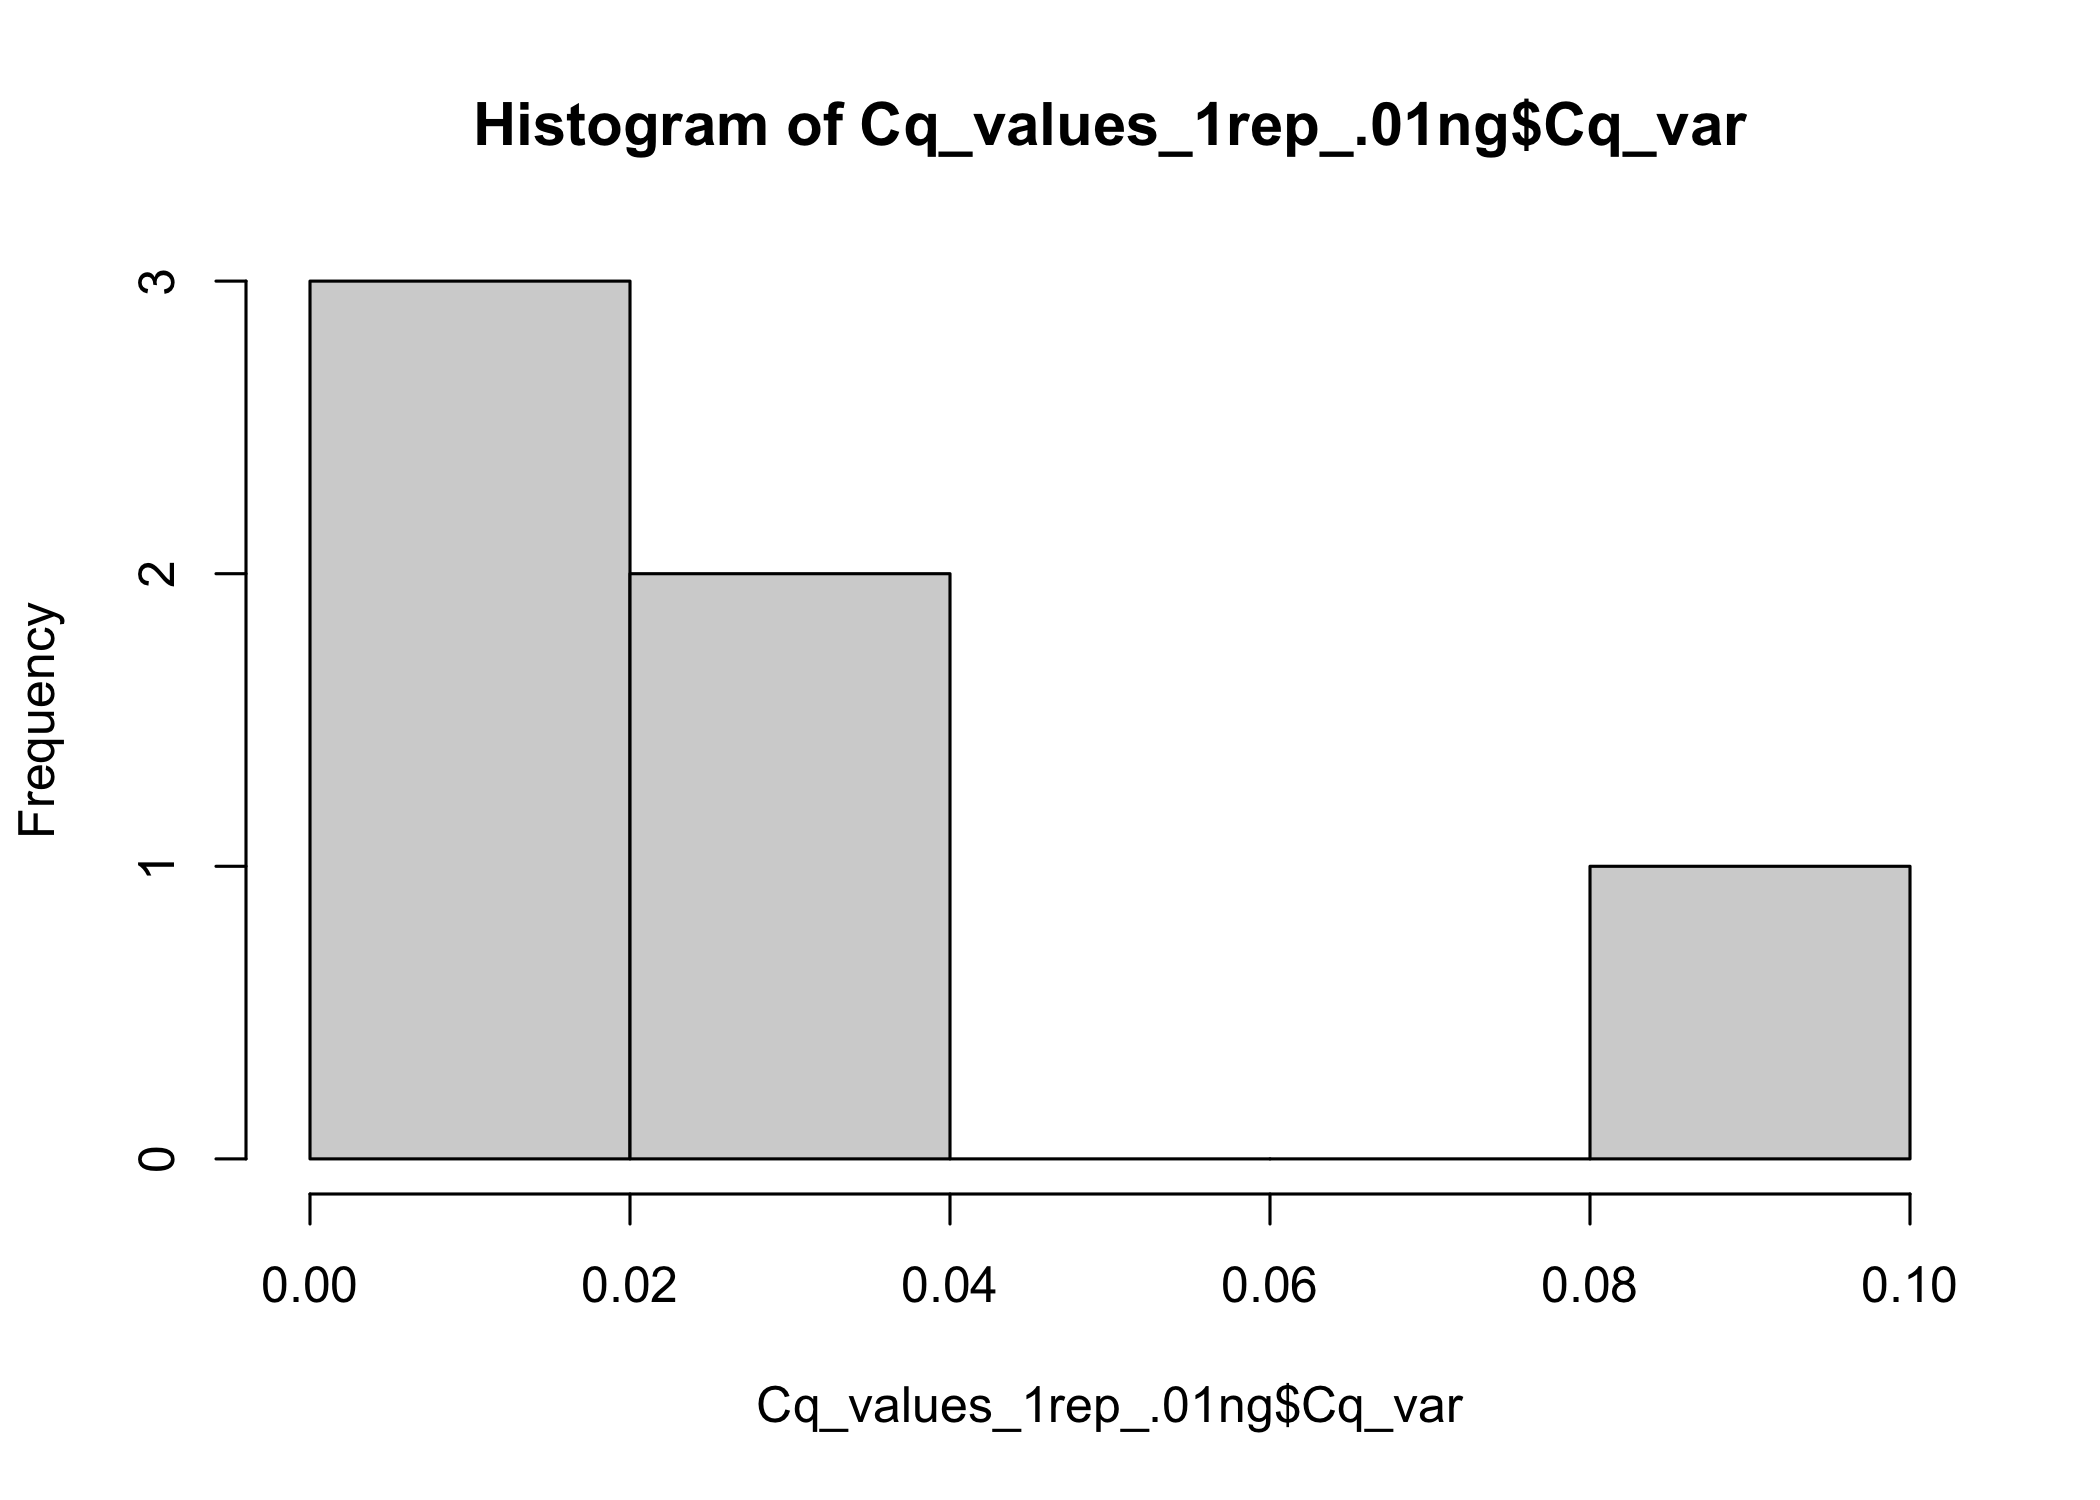 Histogram of Cq_values_1rep_.01ng$Cq_var
3
2
1
0
Frequency
0.00 0.02 0.04 0.06 0.08 0.10
Cq_values_1rep_.01ng$Cq_var